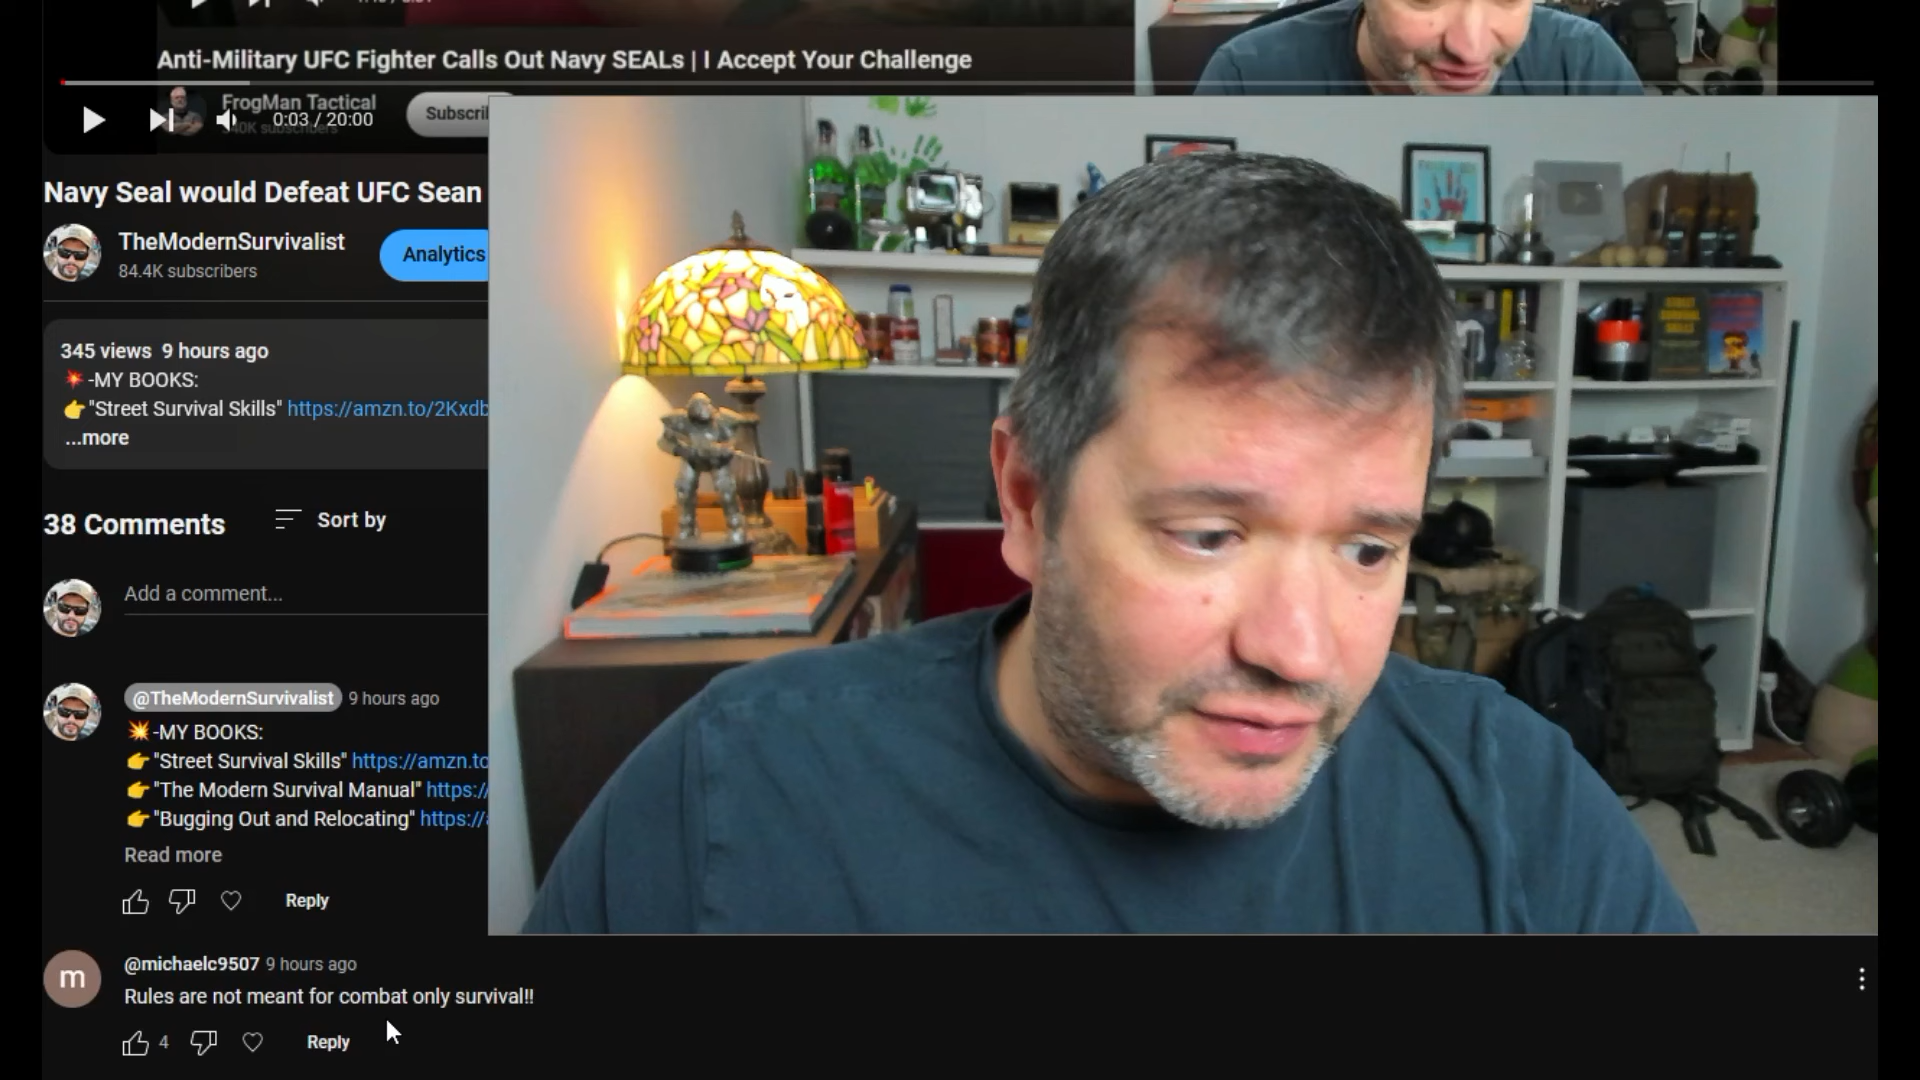 Anti-Military UFC Fighter Calls Out Navy SEALs | I Accept Your Challenge
FrogMan Tactical
0:03 / 20:00
Navy Seal would Defeat UFC Sean
TheModernSurvivalist
84.4K subscribers
Analytics
345 views 9 hours ago
💥-MY BOOKS:
👉"Street Survival Skills" https://amzn.to/2Kxdb
...more
38 Comments
Sort by
Add a comment...
@TheModernSurvivalist 9 hours ago
💥-MY BOOKS:
👉"Street Survival Skills" https://amzn.to
👉"The Modern Survival Manual" https:/
👉"Bugging Out and Relocating" https://
Read more
Reply
m
@michaelc9507 9 hours ago
Rules are not meant for combat only survival!!
4
Reply